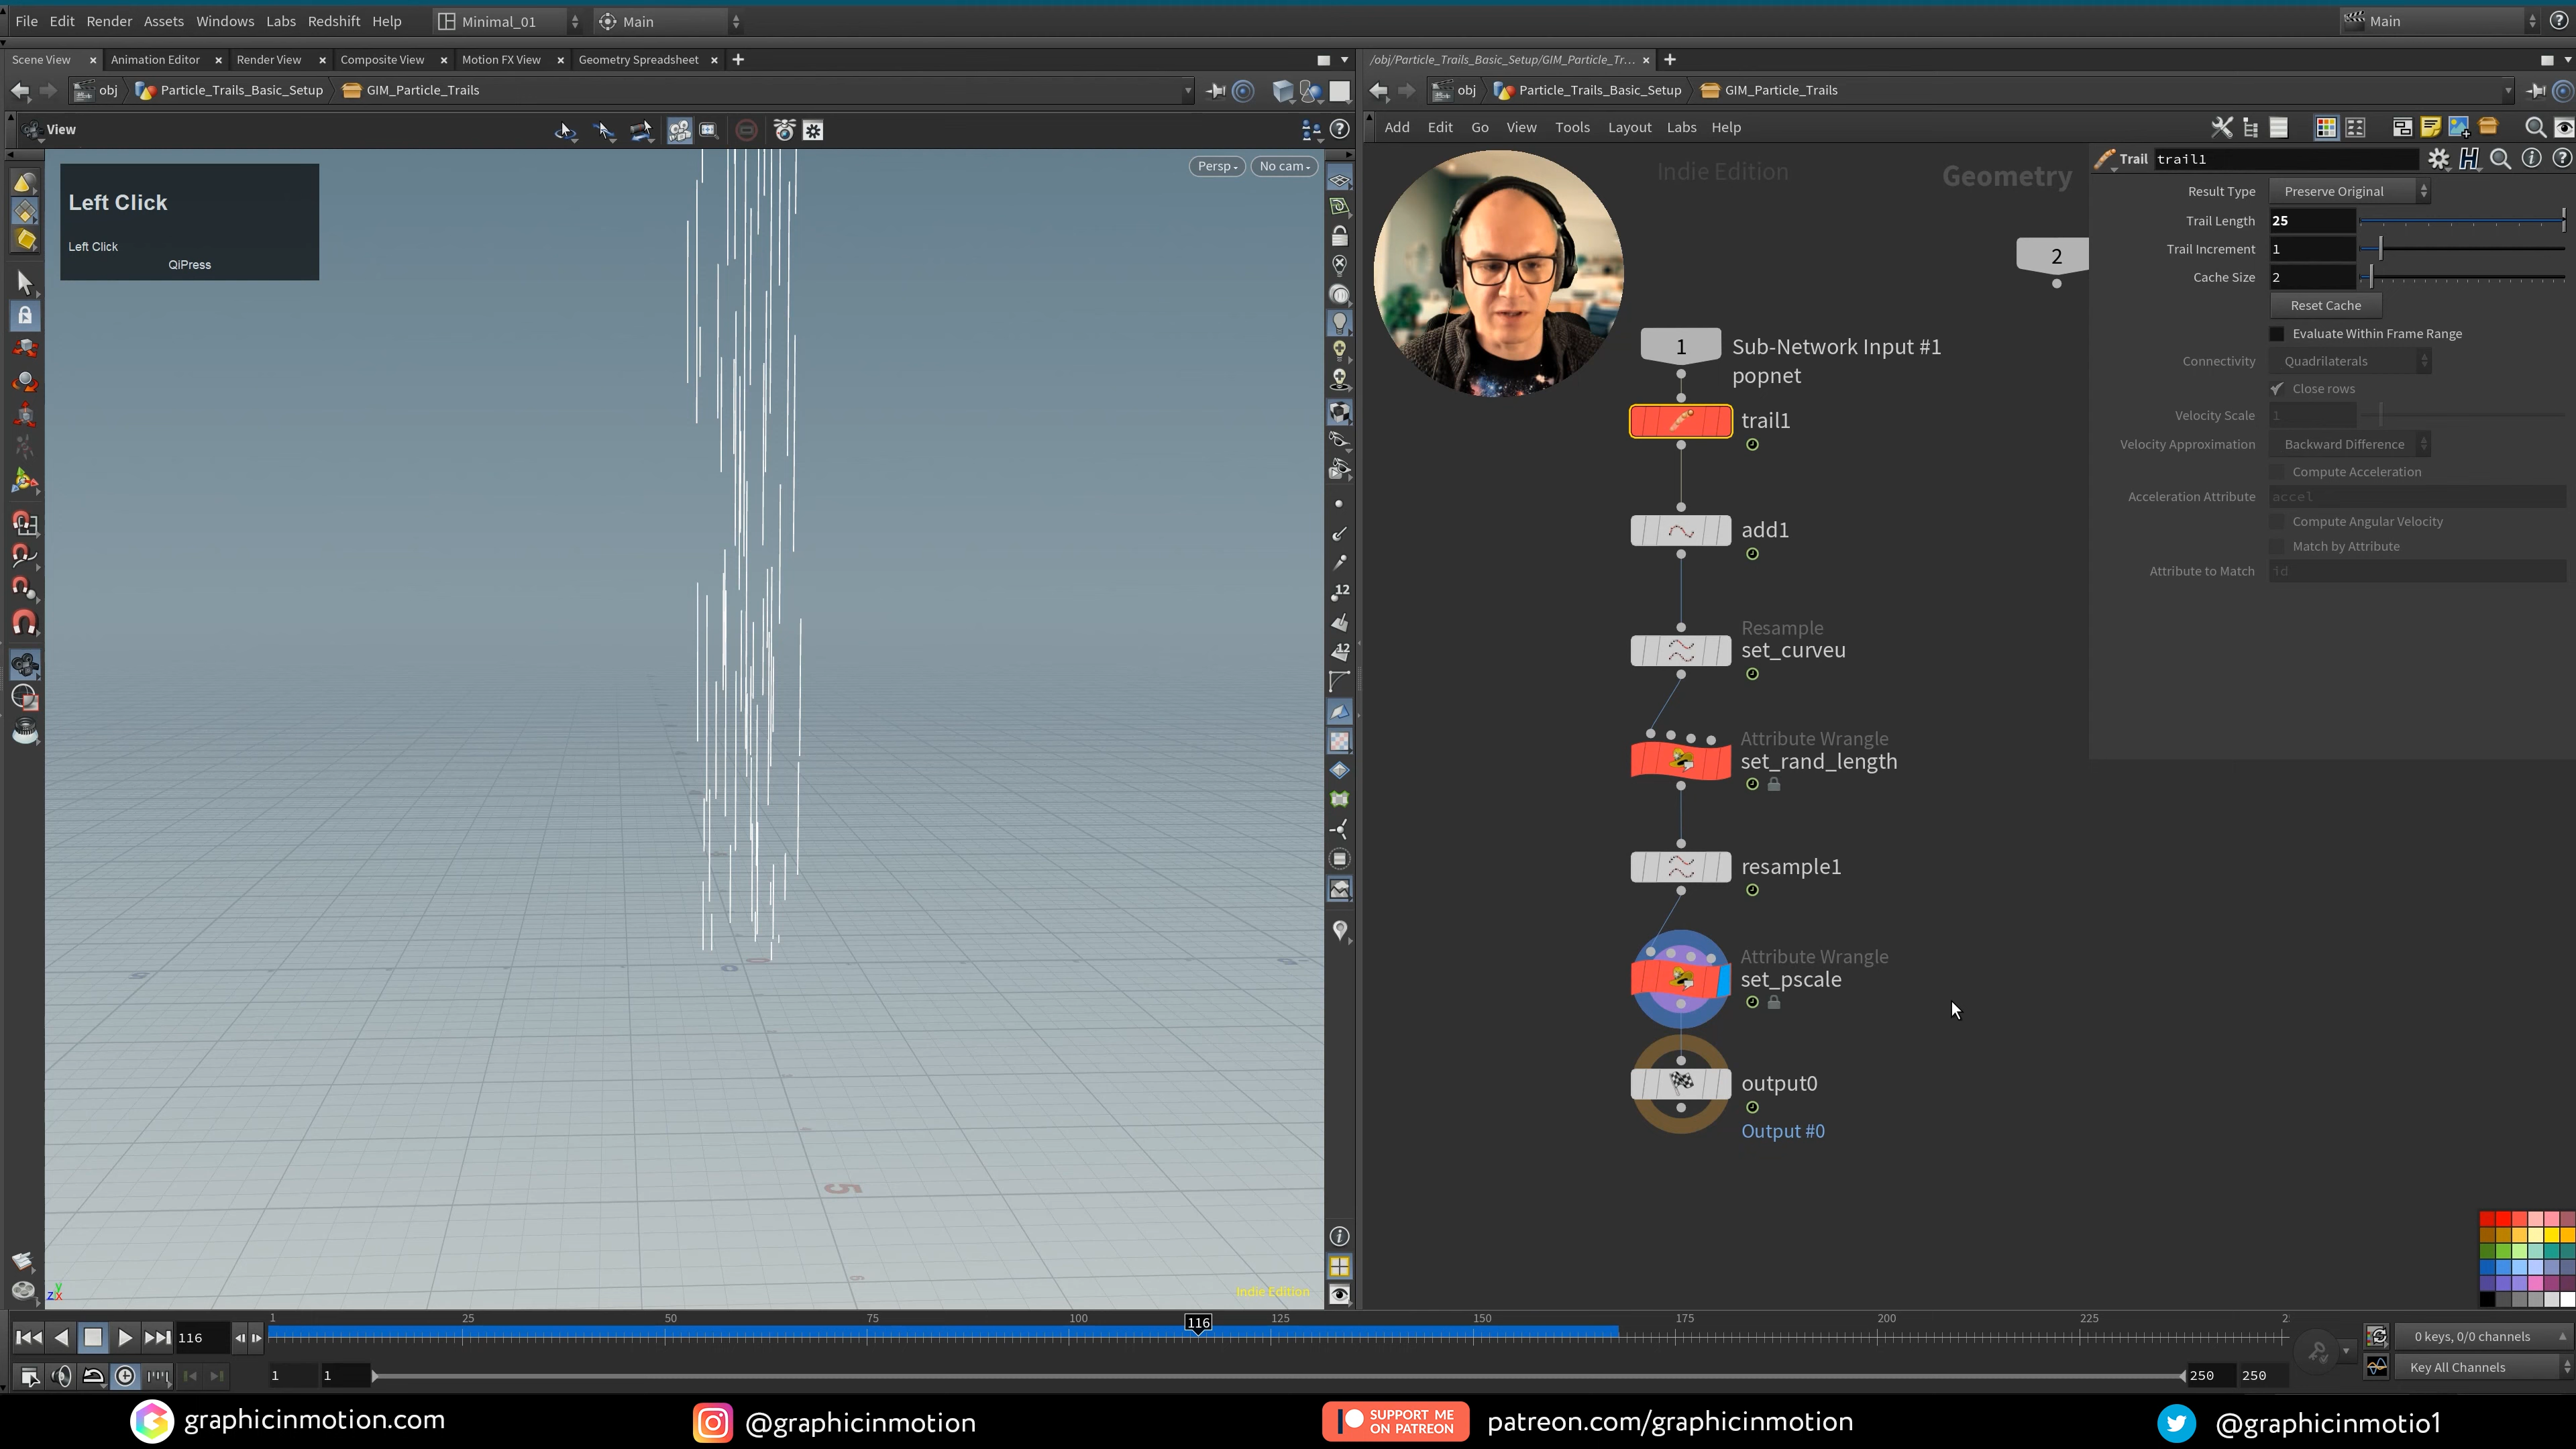 File Edit Render Assets Windows Labs Redshift Help Minimal_01 Main Main
Scene View Animation Editor Render View Composite View Motion FX View Geometry Spreadsheet
/obj/Particle_Trails_Basic_Setup/GIM_Particle_Tr...
obj Particle_Trails_Basic_Setup GIM_Particle_Trails
obj Particle_Trails_Basic_Setup GIM_Particle_Trails
View
Add Edit Go View Tools Layout Labs Help
Persp No cam
Left Click
Left Click
QiPress
Indie Edition
Geometry
Trail trail1
Result Type Preserve Original
Trail Length 25
Trail Increment 1
Cache Size 2
Reset Cache
Evaluate Within Frame Range
Connectivity Quadrilaterals
Close rows
Velocity Scale 1
Velocity Approximation Backward Difference
Compute Acceleration
Acceleration Attribute accel
Compute Angular Velocity
Match by Attribute
Attribute to Match id
2
1
Sub-Network Input #1
popnet
trail1
add1
Resample
set_curveu
Attribute Wrangle
set_rand_length
resample1
Attribute Wrangle
set_pscale
output0
Output #0
12
12
5
z y x
Indie Edition
1 25 50 75 100 116 125 150 175 200 225 2
116
0 keys, 0/0 channels
1 1 250 250
Key All Channels
graphicinmotion.com
@graphicinmotion
SUPPORT ME
ON PATREON
patreon.com/graphicinmotion
@graphicinmotio1